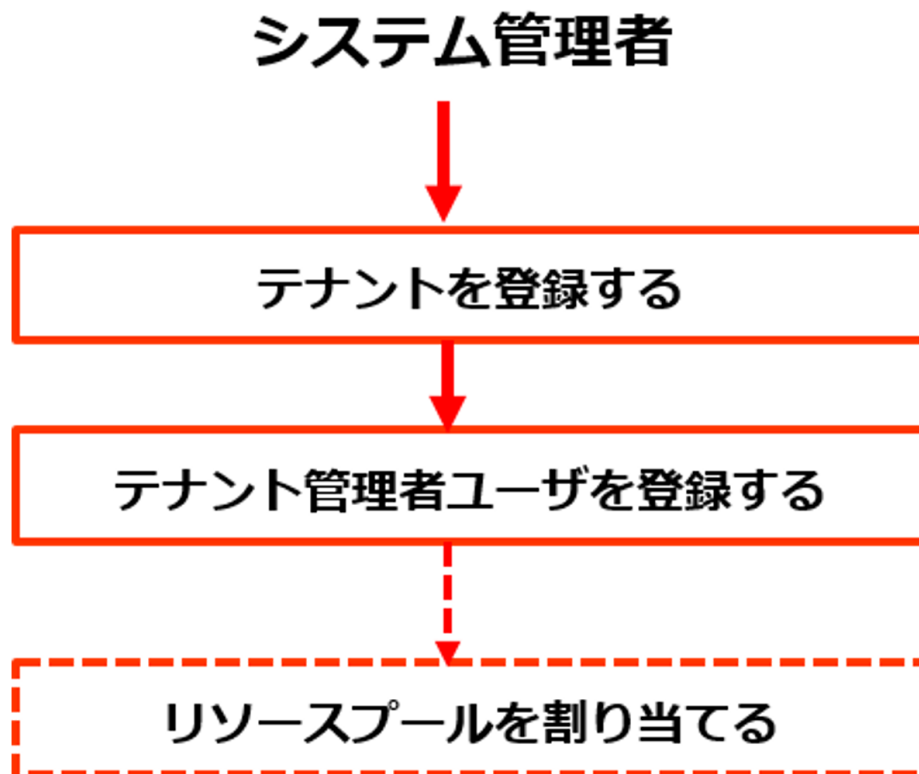 システム管理者
テナントを登録する
テナント管理者ユーザを登録する
リソースプールを割り当てる